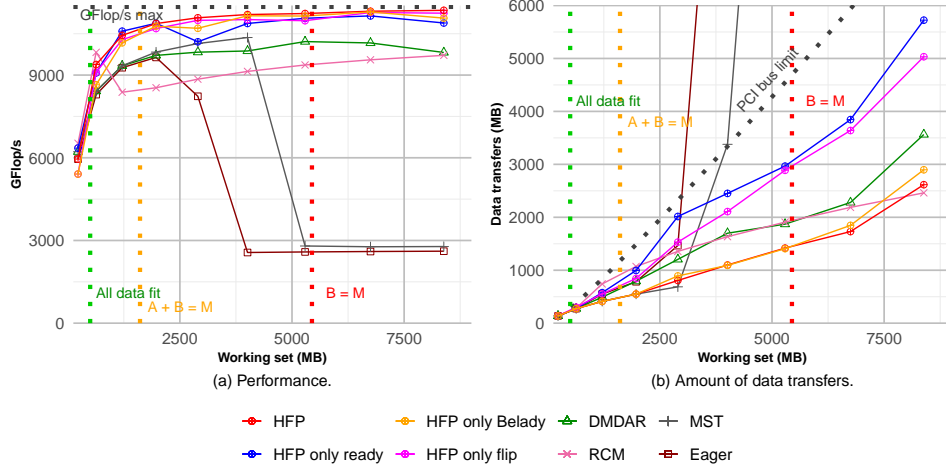 GFlop/s max
9000
6000
3000
0
GFlop/s
All data fit
A + B = M
B = M
2500
5000
7500
Working set (MB)
(a) Performance.
6000
5000
4000
3000
2000
1000
0
Data transfers (MB)
All data fit
A + B = M
PCI bus limit
B = M
2500
5000
7500
Working set (MB)
(b) Amount of data transfers.
HFP
HFP only Belady
DMDAR
MST
HFP only ready
HFP only flip
RCM
Eager